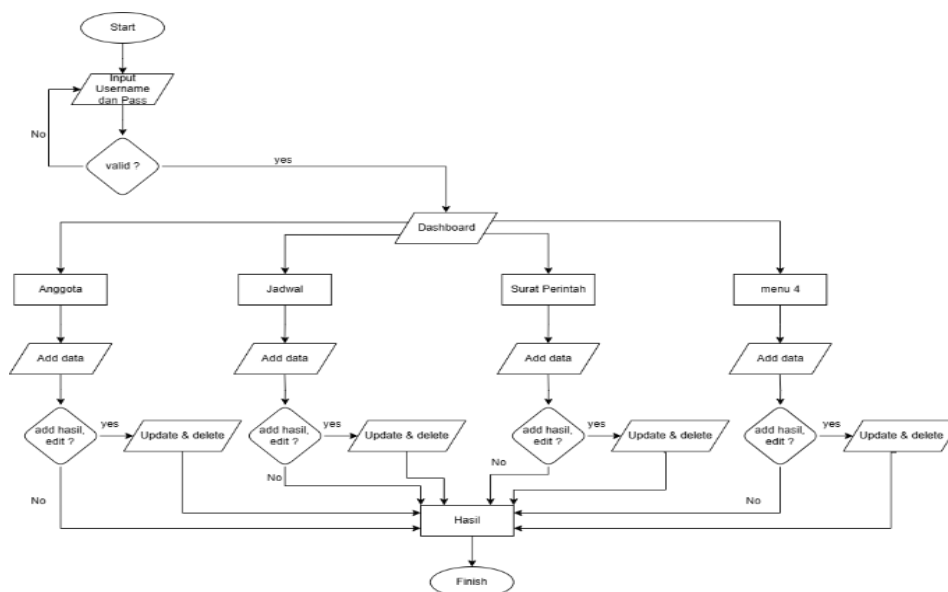 Start
Input
Username
dan Pass
No
valid ?
yes
Dashboard
Anggota
Jadwal
Surat Perintah
menu 4
Add data
Add data
Add data
Add data
add hasil,
edit ?
yes
Update & delete
add hasil,
edit ?
yes
Update & delete
add hasil,
edit ?
yes
Update & delete
add hasil,
edit ?
yes
Update & delete
No
No
No
No
Hasil
Finish